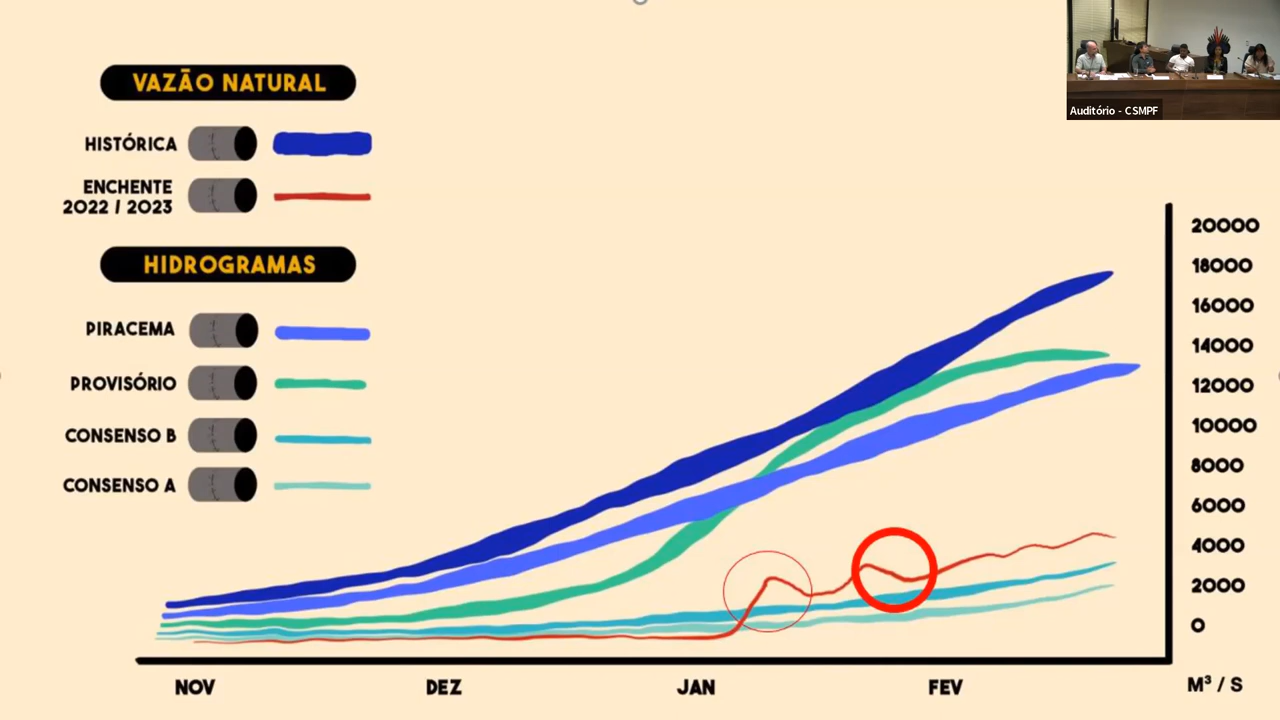 Auditório - CSMPF
VAZÃO NATURAL
HISTÓRICA
ENCHENTE
2022 / 2023
HIDROGRAMAS
PIRACEMA
PROVISÓRIO
CONSENSO B
CONSENSO A
20000
18000
16000
14000
12000
10000
8000
6000
4000
2000
0
NOV DEZ JAN FEV M³ / S